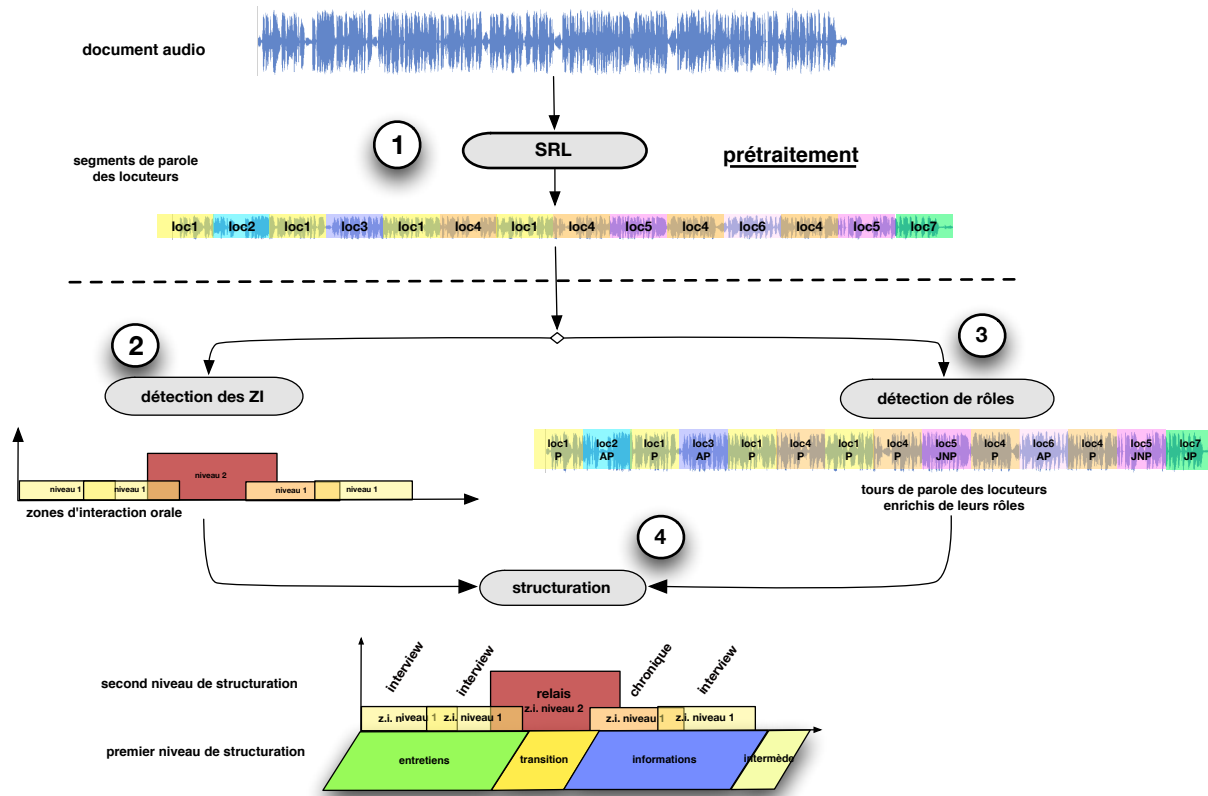 document audio
1
SRL
prétraitement
segments de parole
des locuteurs
loc1 loc2 loc1 loc3 loc1 loc4 loc1 loc4 loc5 loc4 loc6 loc4 loc5 loc7
2
3
détection des ZI
détection de rôles
loc1 loc2 loc1 loc3 loc1 loc4 loc1 loc4 loc5 loc4 loc6 loc4 loc5 loc7
P AP P AP P P P P JNP P AP P JNP JP
niveau 2
niveau 1 niveau 1 niveau 1 niveau 1
zones d'interaction orale
tours de parole des locuteurs
enrichis de leurs rôles
4
structuration
interview interview chronique interview
second niveau de structuration
relais
z.i. niveau 2
z.i. niveau 1 z.i. niveau 1 z.i. niveau 1 z.i. niveau 1
premier niveau de structuration
entretiens transition informations intermède